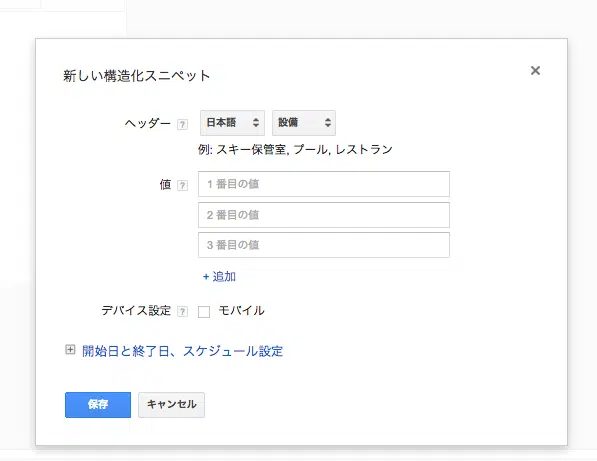 新しい構造化スニペット ×
ヘッダー ? 日本語 設備
例: スキー保管室, プール, レストラン
値 ? 1 番目の値
2 番目の値
3 番目の値
+ 追加
デバイス設定 ? モバイル
開始日と終了日、スケジュール設定
保存 キャンセル